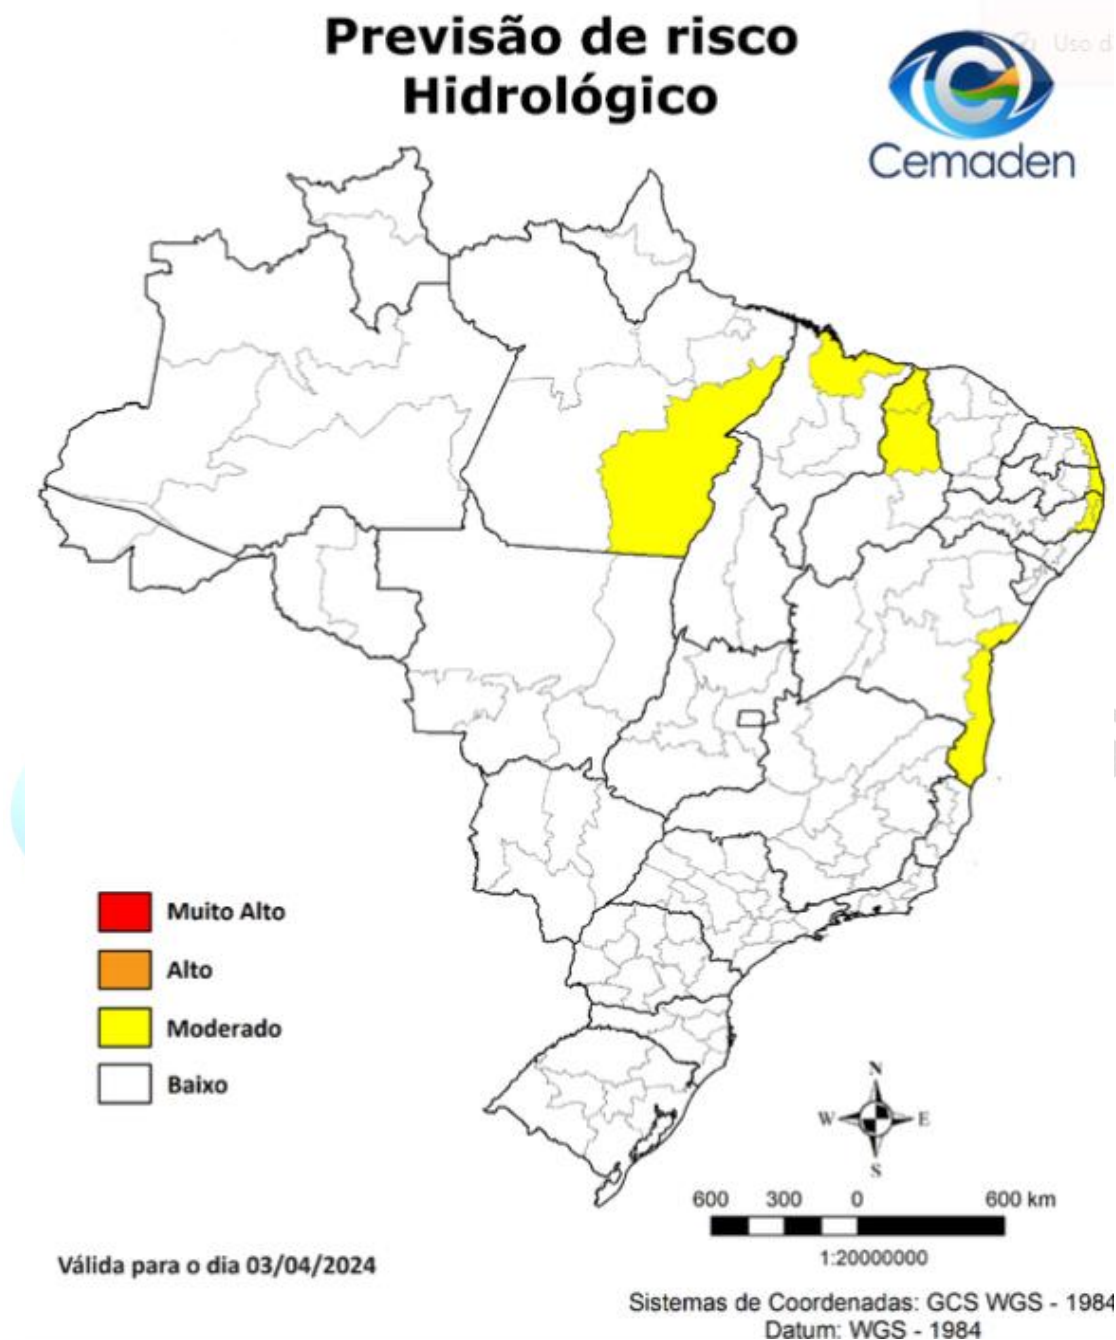 Previsão de risco
Hidrológico
Uso d
Cemaden
Muito Alto
Alto
Moderado
Baixo
N
W E
S
600 300 0 600 km
1:20000000
Válida para o dia 03/04/2024
Sistemas de Coordenadas: GCS WGS - 1984
Datum: WGS - 1984